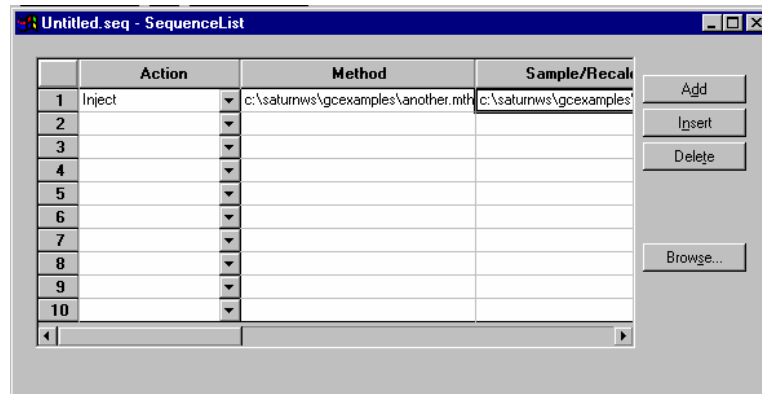 Untitled.seq - SequenceList
Action Method Sample/Recal
1 Inject c:\saturnws\gcexamples\another.mth c:\saturnws\gcexamples\
2
3
4
5
6
7
8
9
10
Add
Insert
Delete
Browse...